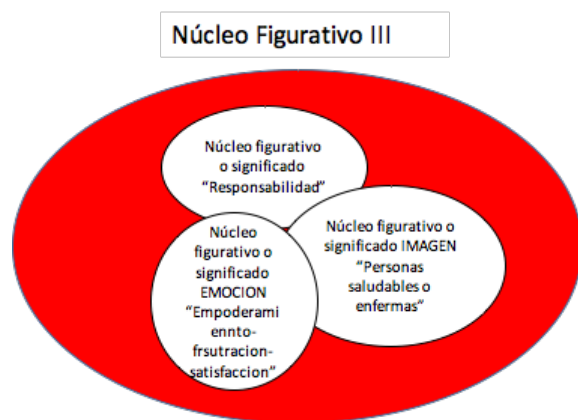 Núcleo Figurativo III
Núcleo figurativo
o significado
“Responsabilidad”
Núcleo figurativo o
significado IMAGEN
“Personas
saludables o
enfermas”
Núcleo
figurativo o
significado
EMOCION
“Empoderami
ennto-
frsutracion-
satisfaccion”